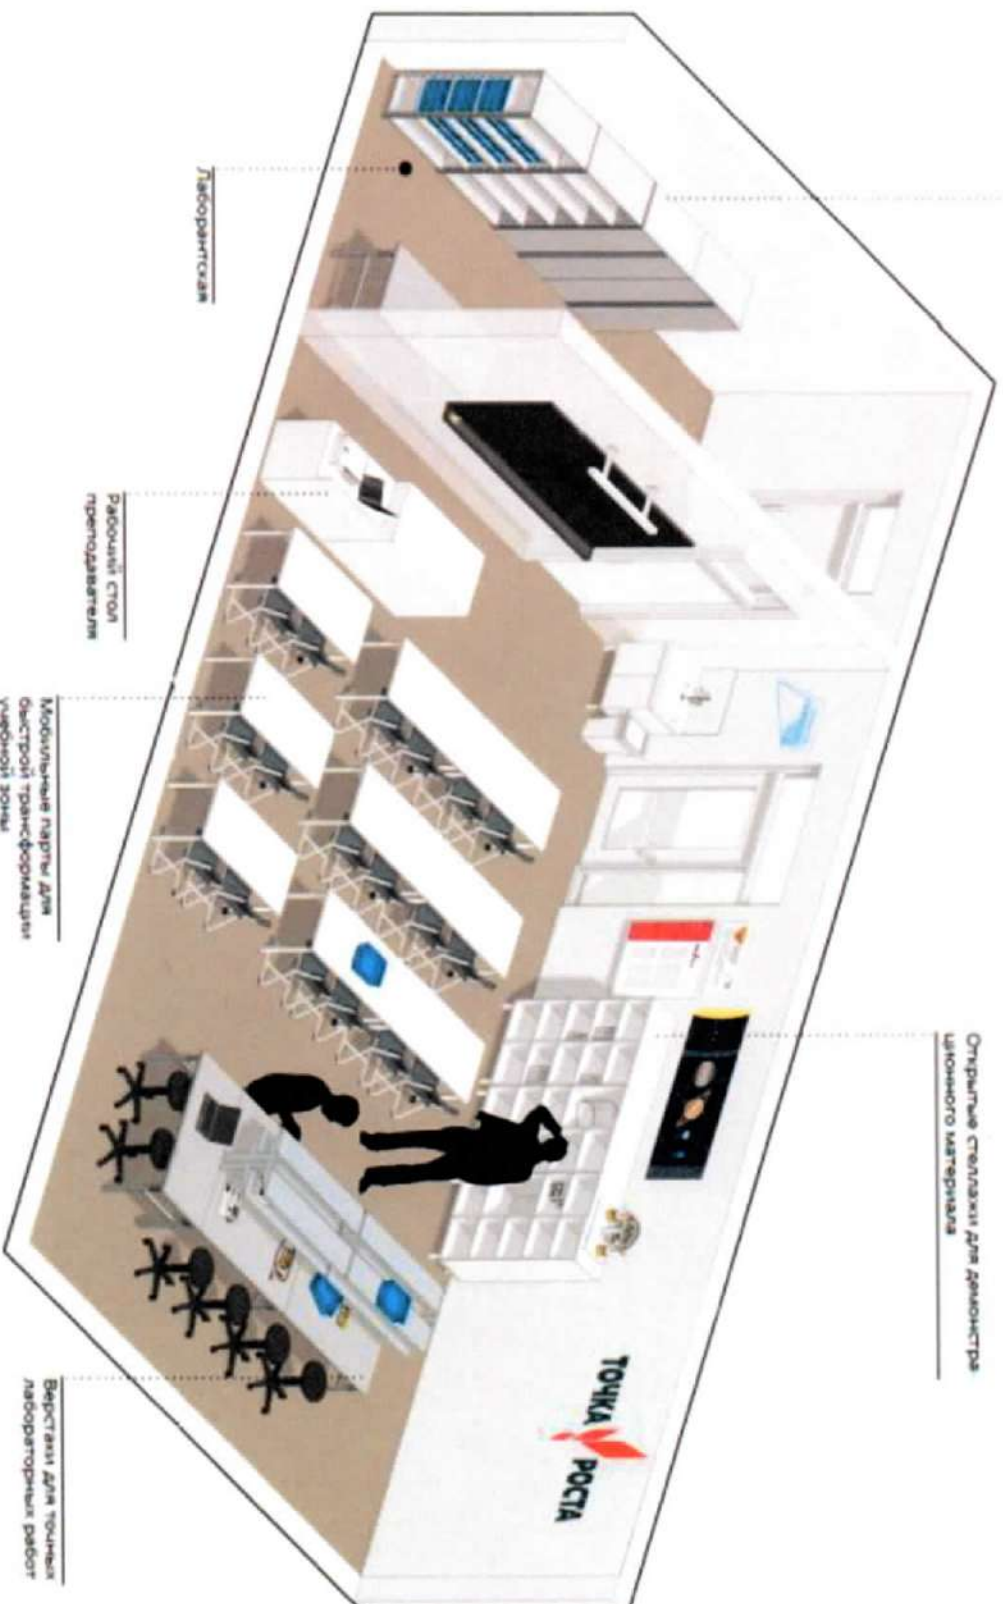 Лаборантская
Рабочий стол
преподавателя
Мобильные парты для
быстрой трансформации
учебной зоны
Открытые стеллажи для демонстра
ционного материала
ТОЧКА РОСТА
Верстаки для точных
лабораторных работ